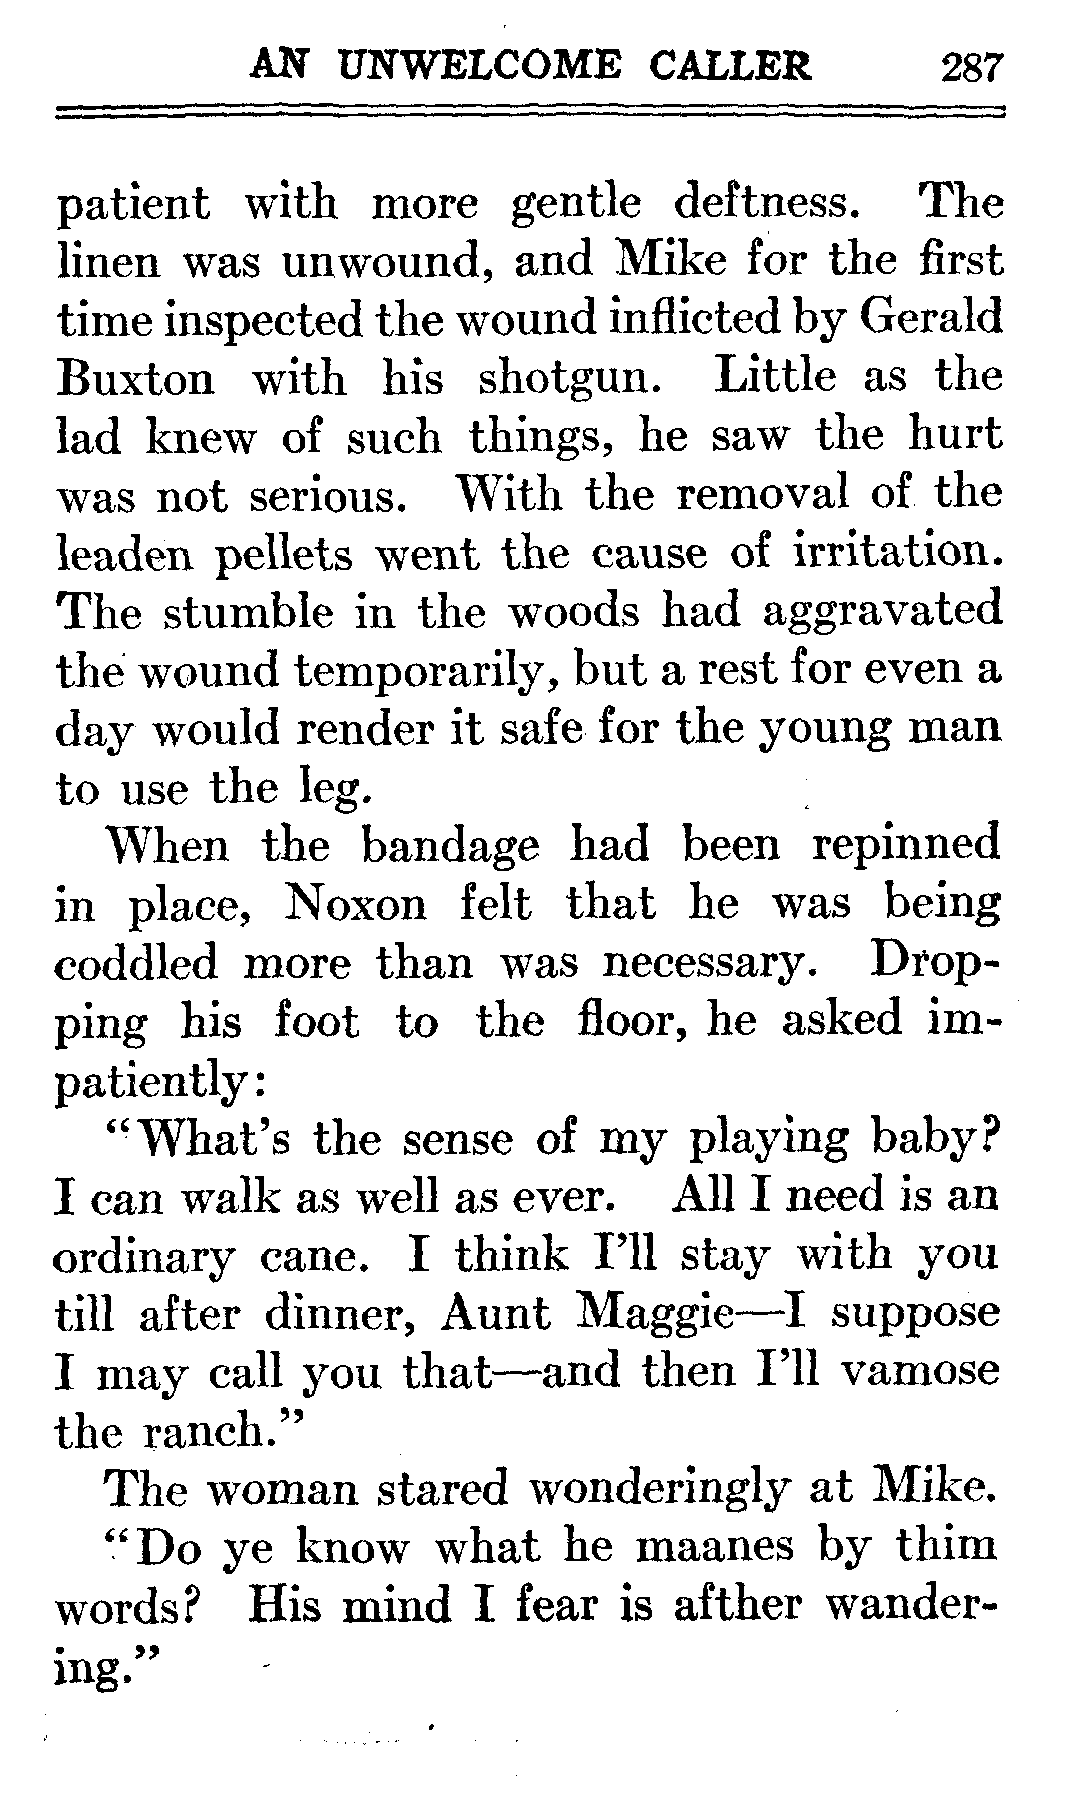 AN UNWELCOME CALLER 287
patient with more gentle deftness. The
linen was unwound, and Mike for the first
time inspected the wound inflicted by Gerald
Buxton with his shotgun. Little as the
lad knew of such things, he saw the hurt
was not serious. With the removal of the
leaden pellets went the cause of irritation.
The stumble in the woods had aggravated
the wound temporarily, but a rest for even a
day would render it safe for the young man
to use the leg.
When the bandage had been repinned
in place, Noxon felt that he was being
coddled more than was necessary. Drop-
ping his foot to the floor, he asked im-
patiently:
“What’s the sense of my playing baby?
I can walk as well as ever. All I need is an
ordinary cane. I think I’ll stay with you
till after dinner, Aunt Maggie—I suppose
I may call you that—and then I’ll vamose
the ranch.”
The woman stared wonderingly at Mike.
“Do ye know what he maanes by thim
words? His mind I fear is afther wander-
ing.”